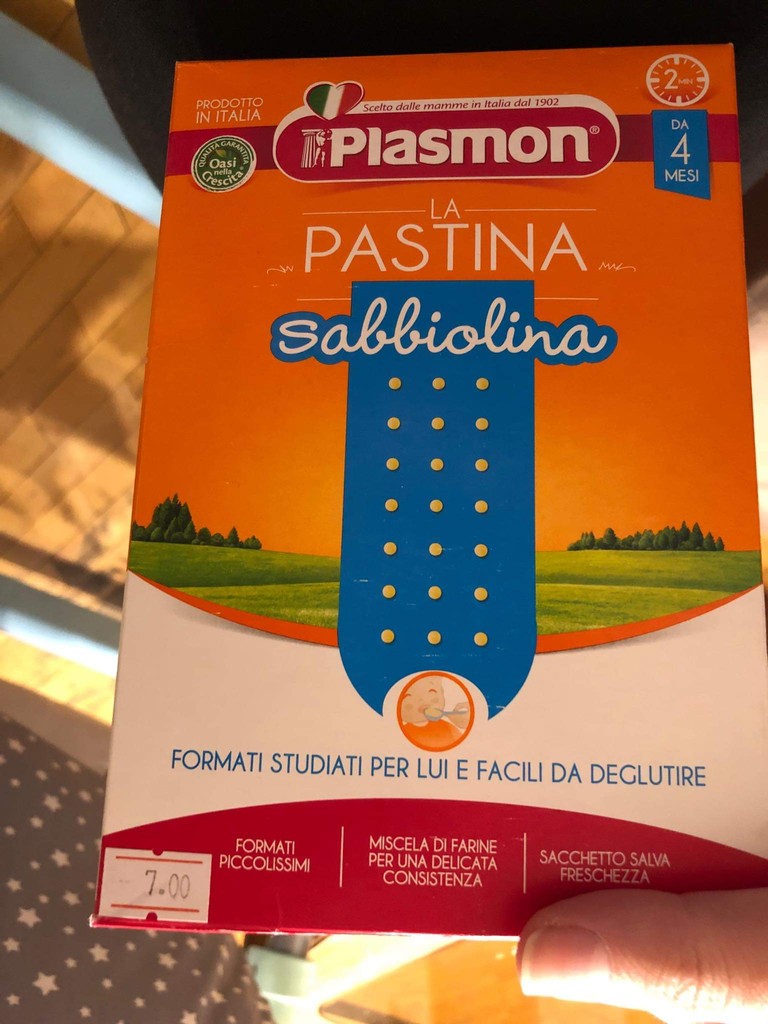 PRODOTTO
IN ITALIA
Scelto dalle mamme in Italia dal 1902
Plasmon®
2 MIN
DA
4
MESI
QUALITÀ GARANTITA
Oasi
nella
Crescita
LA
PASTINA
sabbiolina
FORMATI STUDIATI PER LUI E FACILI DA DEGLUTIRE
FORMATI
PICCOLISSIMI
MISCELA DI FARINE
PER UNA DELICATA
CONSISTENZA
SACCHETTO SALVA
FRESCHEZZA
7.00